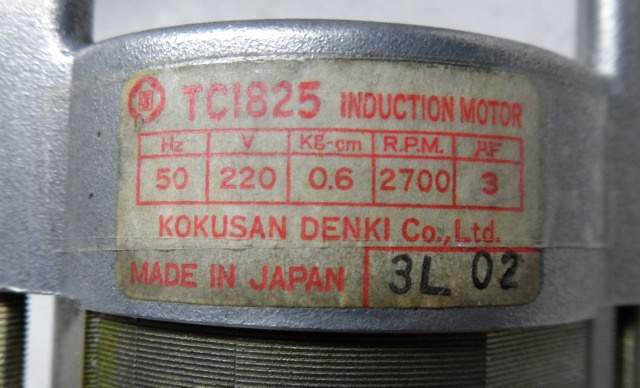 TC1825 INDUCTION MOTOR
Hz V Kg-cm R.P.M. μF
50 220 0.6 2700 3
KOKUSAN DENKI Co., Ltd.
MADE IN JAPAN 3L 02